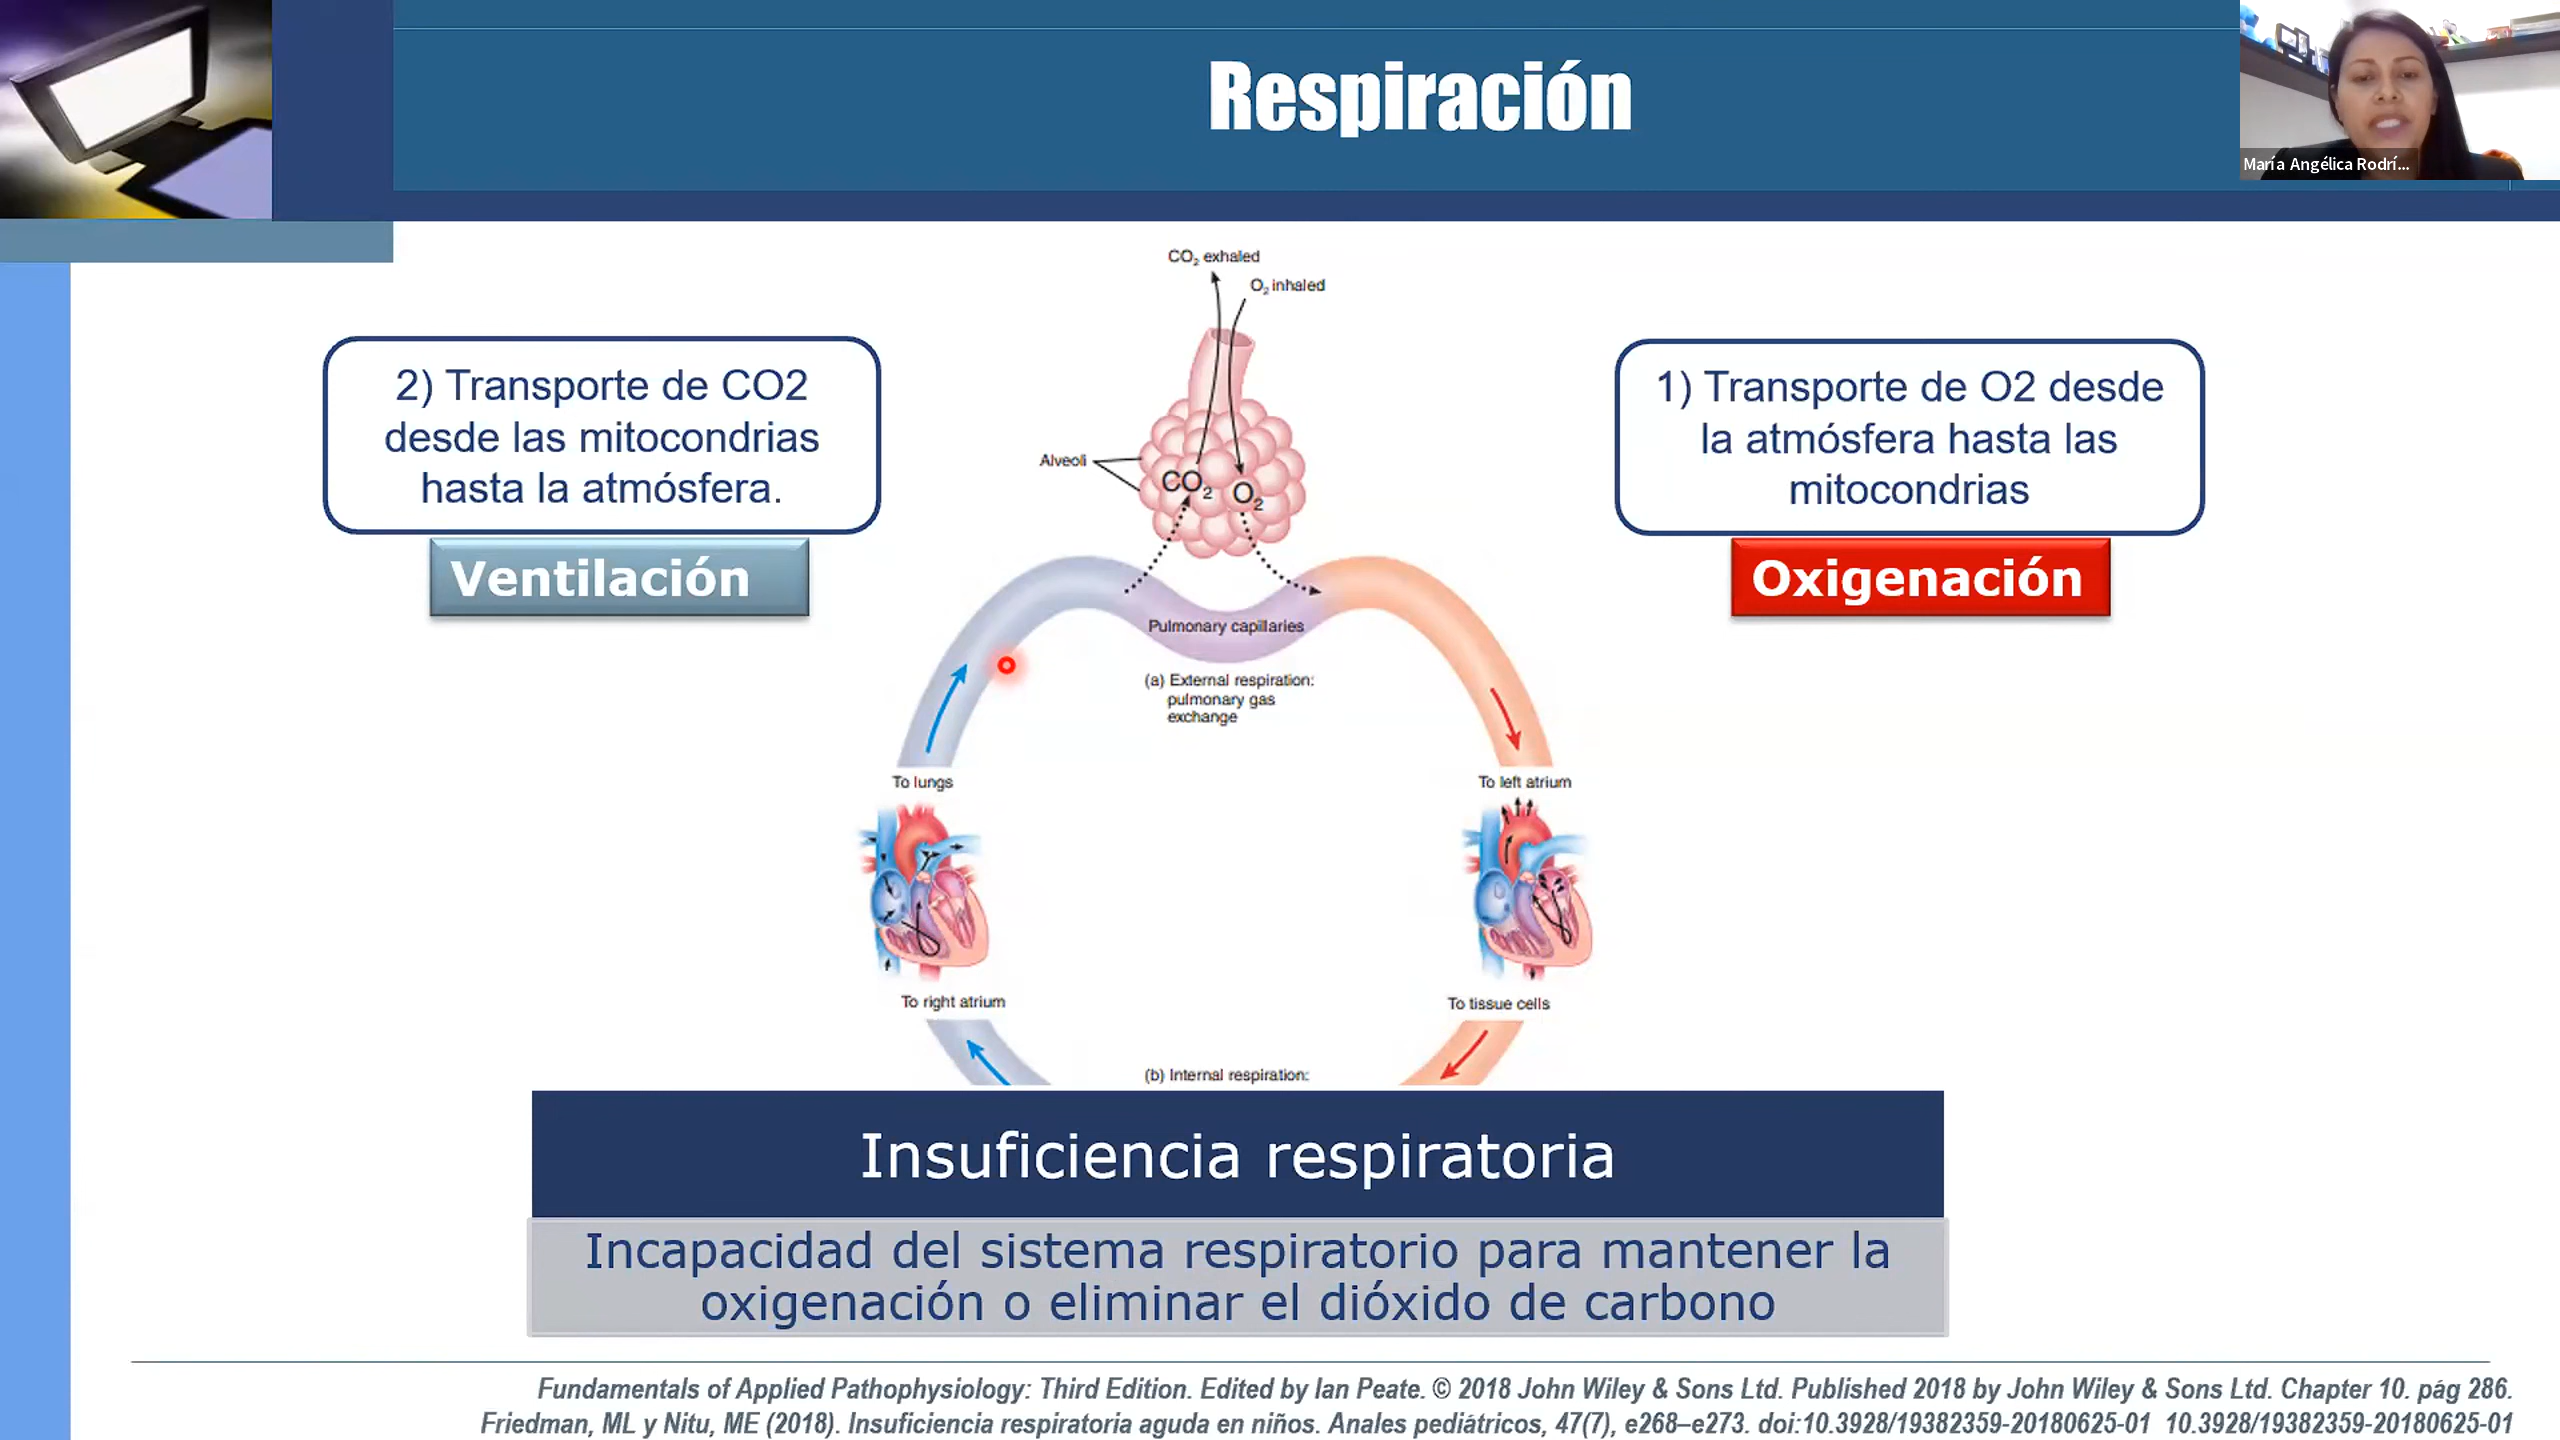 Respiración
María Angélica Rodrí...
CO2 exhaled
O2 inhaled
2) Transporte de CO2
desde las mitocondrias
hasta la atmósfera.
Ventilación
1) Transporte de O2 desde
la atmósfera hasta las
mitocondrias
Oxigenación
Alveoli
CO2
O2
Pulmonary capillaries
(a) External respiration:
pulmonary gas
exchange
To lungs
To left atrium
To right atrium
To tissue cells
(b) Internal respiration:
Insuficiencia respiratoria
Incapacidad del sistema respiratorio para mantener la
oxigenación o eliminar el dióxido de carbono
Fundamentals of Applied Pathophysiology: Third Edition. Edited by Ian Peate. © 2018 John Wiley & Sons Ltd. Published 2018 by John Wiley & Sons Ltd. Chapter 10. pág 286.
Friedman, ML y Nitu, ME (2018). Insuficiencia respiratoria aguda en niños. Anales pediátricos, 47(7), e268–e273. doi:10.3928/19382359-20180625-01 10.3928/19382359-20180625-01